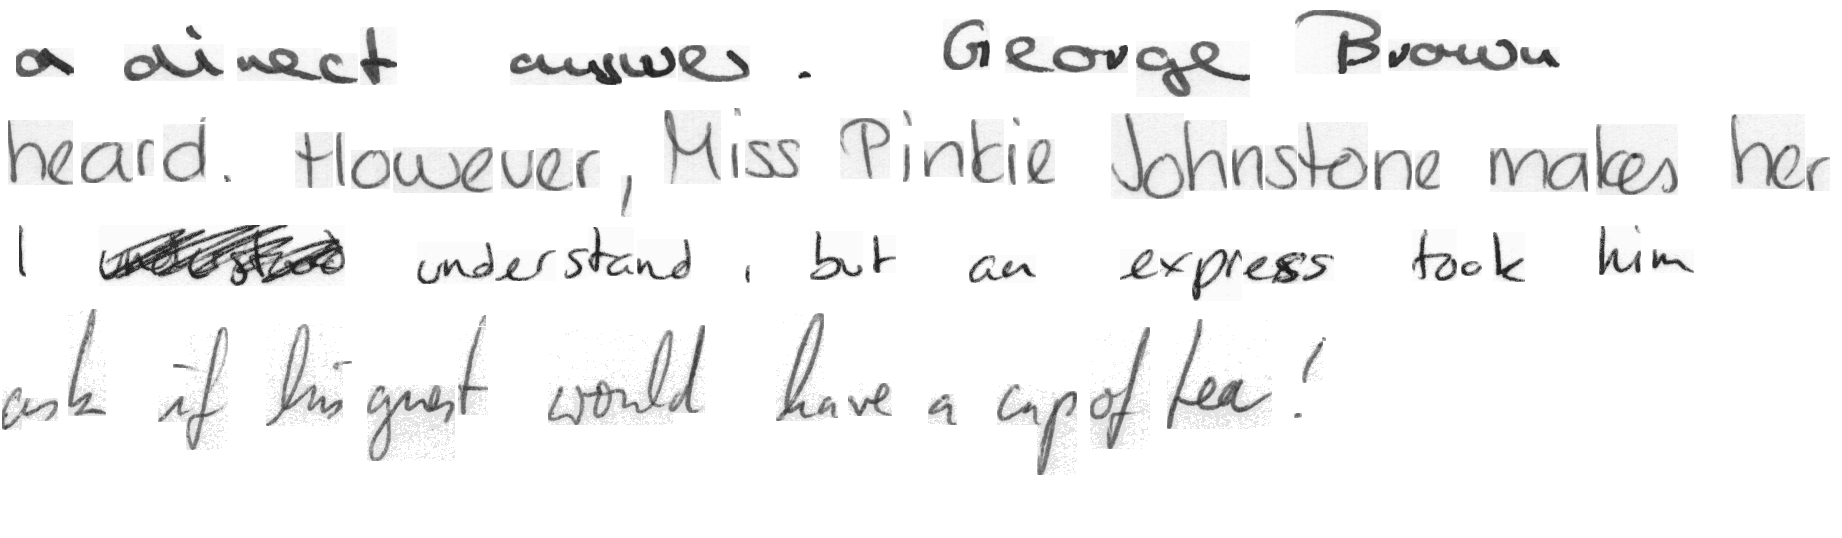 a direct answer. George Brown
heard. However, Miss Pinkie Johnstone makes her
I understand, but an express took him
ask if his guest would have a cup of tea!